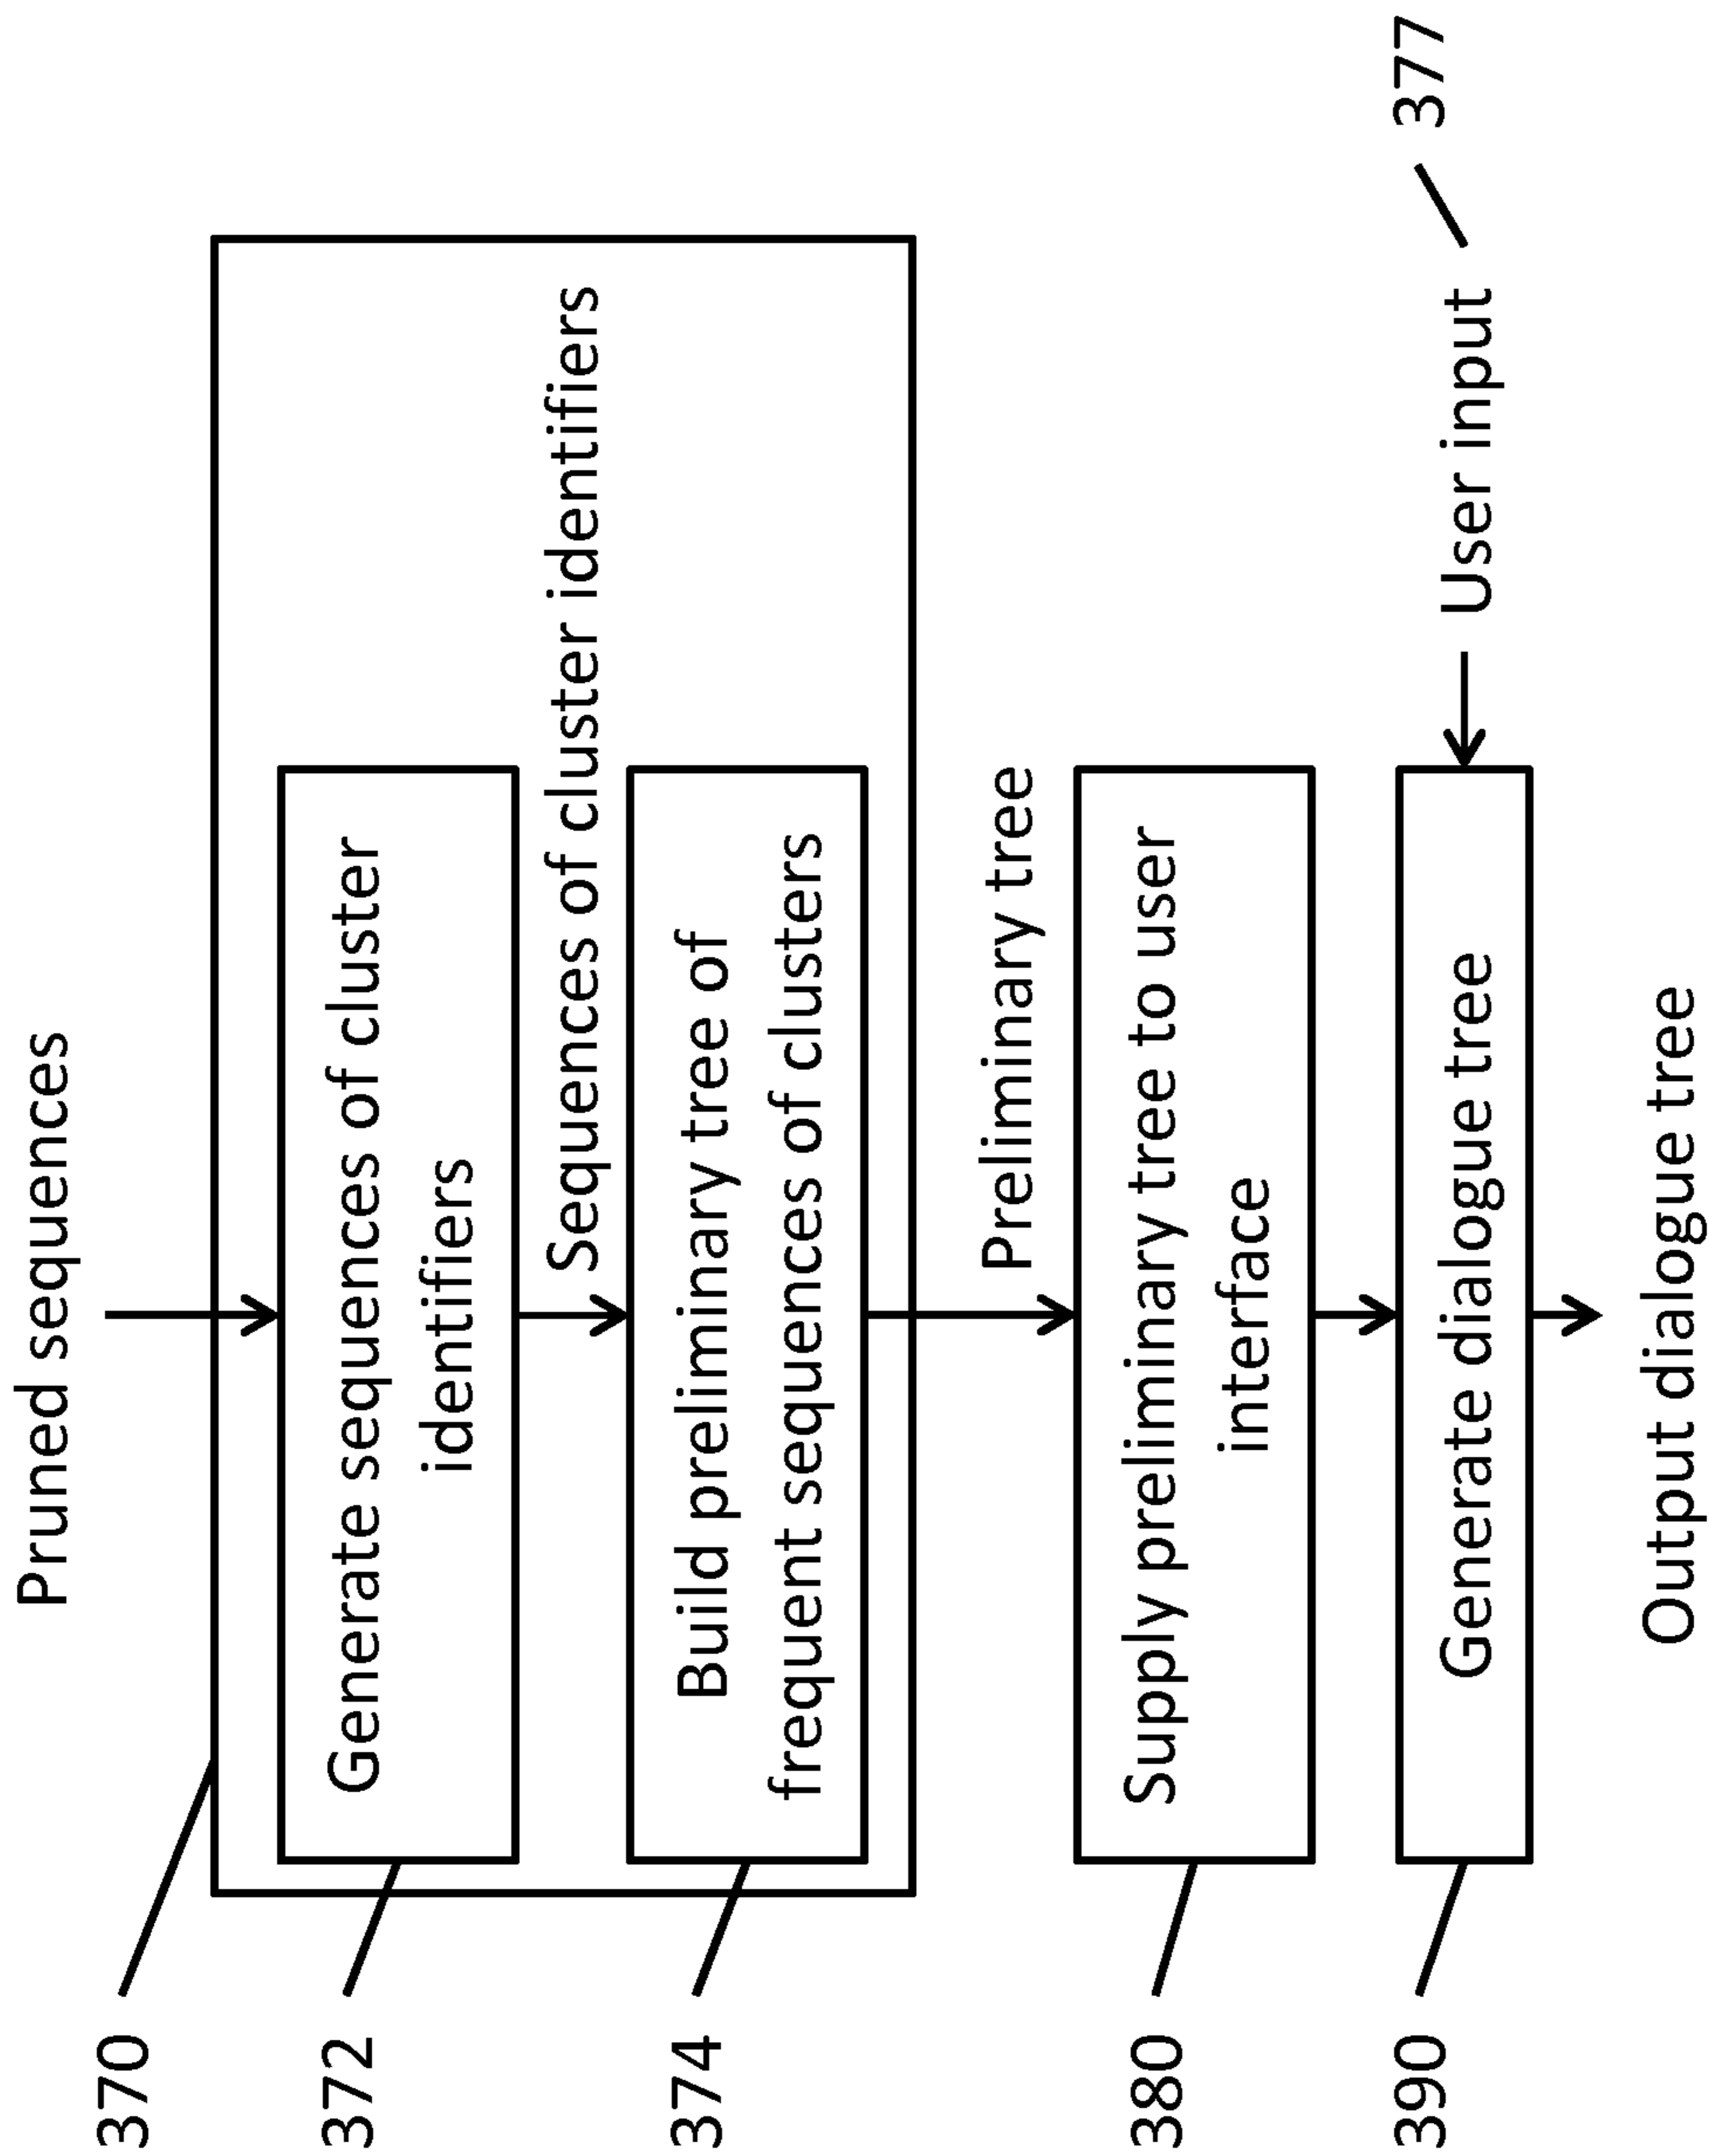 Pruned sequences
370
372
Generate sequences of cluster
identifiers
Sequences of cluster identifiers
374
Build preliminary tree of
frequent sequences of clusters
Preliminary tree
380
Supply preliminary tree to user
interface
390
Generate dialogue tree
User input
377
Output dialogue tree